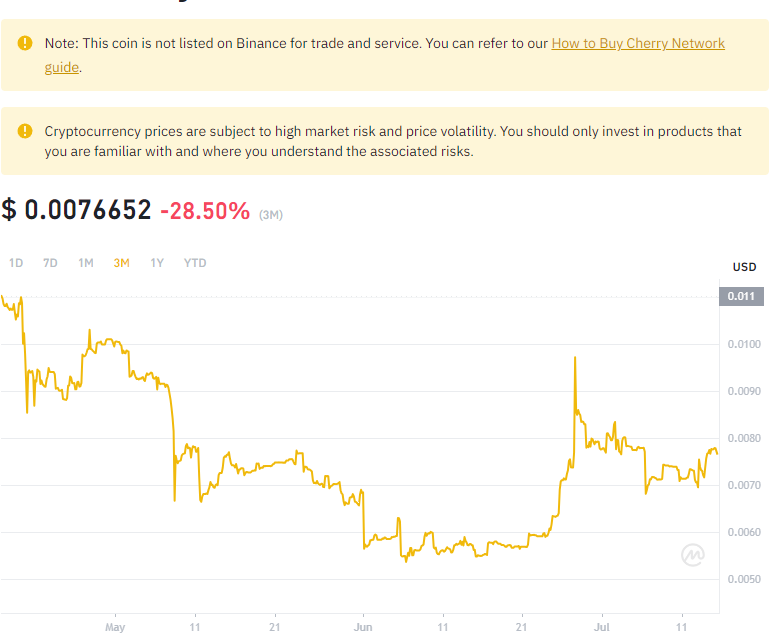 Note: This coin is not listed on Binance for trade and service. You can refer to our How to Buy Cherry Network
guide.
Cryptocurrency prices are subject to high market risk and price volatility. You should only invest in products that
you are familiar with and where you understand the associated risks.
$ 0.0076652 -28.50% (3M)
1D 7D 1M 3M 1Y YTD
USD
0.011
0.0100
0.0090
0.0080
0.0070
0.0060
0.0050
May 11 21 Jun 11 21 Jul 11